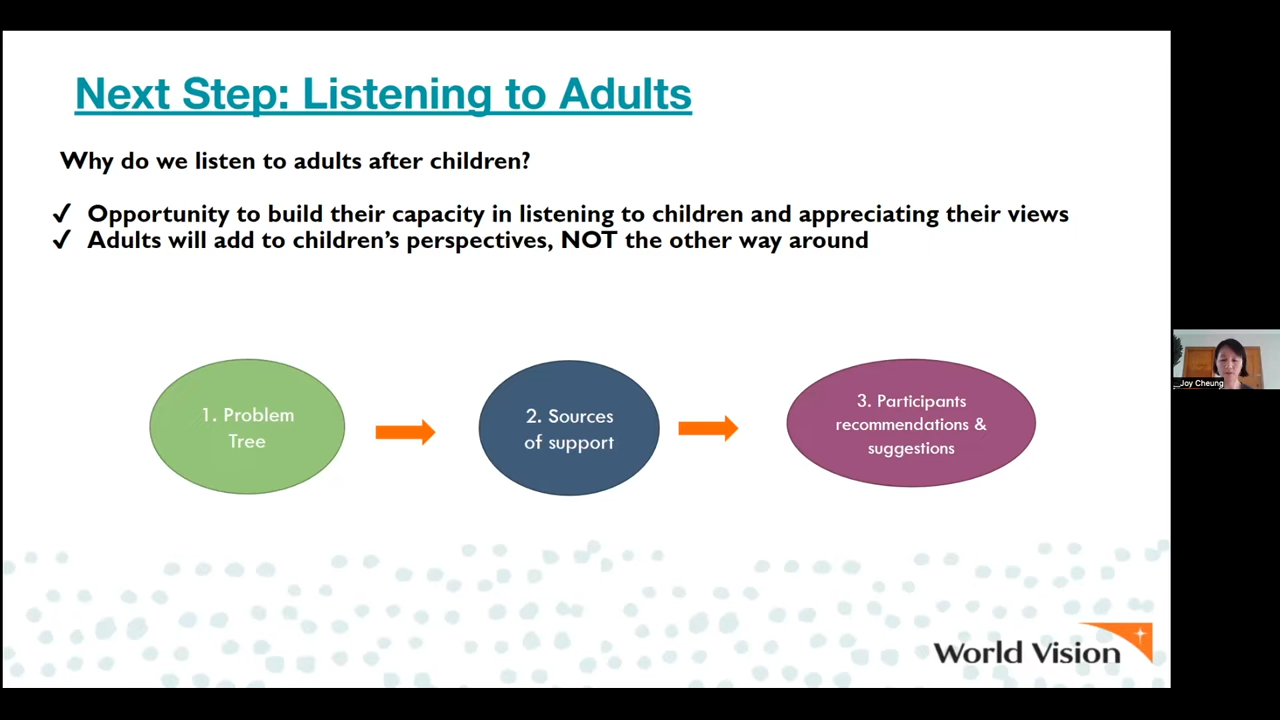 Next Step: Listening to Adults
Why do we listen to adults after children?
✓ Opportunity to build their capacity in listening to children and appreciating their views
✓ Adults will add to children's perspectives, NOT the other way around
1. Problem
Tree
2. Sources
of support
3. Participants
recommendations &
suggestions
World Vision
Joy Cheung